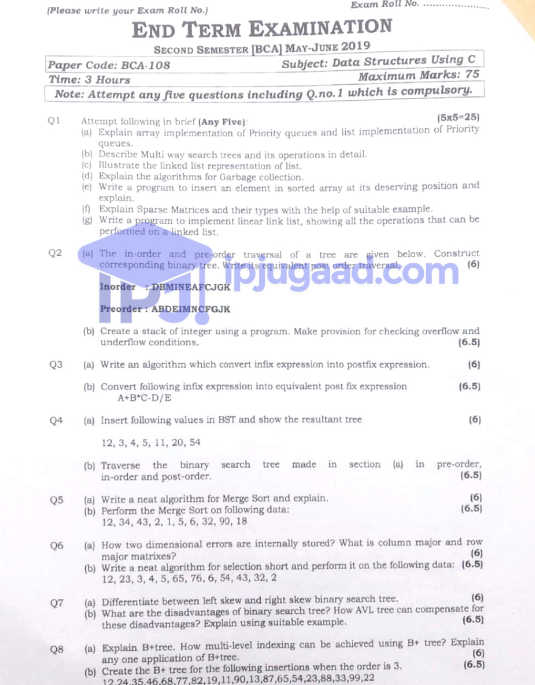 (Please write your Exam Roll No.)
Exam Roll No. ......................
END TERM EXAMINATION
SECOND SEMESTER [BCA] MAY-JUNE 2019
Paper Code: BCA-108 Subject: Data Structures Using C
Time: 3 Hours Maximum Marks: 75
Note: Attempt any five questions including Q.no.1 which is compulsory.
Q1 Attempt following in brief (Any Five): (5x5=25)
(a) Explain array implementation of Priority queues and list implementation of Priority
queues.
(b) Describe Multi way search trees and its operations in detail.
(c) Illustrate the linked list representation of list.
(d) Explain the algorithms for Garbage collection.
(e) Write a program to insert an element in sorted array at its deserving position and
explain.
(f) Explain Sparse Matrices and their types with the help of suitable example.
(g) Write a program to implement linear link list, showing all the operations that can be
performed on a linked list.
Q2 (a) The in-order and pre-order travrsal of a tree are given below. Construct
corresponding binary tree. Write its equivalent post order traversal. (6)
IPJ! ipjugaad.com
Inorder : DBMINEAFCJGK
Preorder : ABDEIMNCFGJK
(b) Create a stack of integer using a program. Make provision for checking overflow and
underflow conditions. (6.5)
Q3 (a) Write an algorithm which convert infix expression into postfix expression. (6)
(b) Convert following infix expression into equivalent post fix expression (6.5)
A+B*C-D/E
Q4 (a) Insert following values in BST and show the resultant tree (6)
12, 3, 4, 5, 11, 20, 54
(b) Traverse the binary search tree made in section (a) in pre-order,
in-order and post-order. (6.5)
Q5 (a) Write a neat algorithm for Merge Sort and explain. (6)
(b) Perform the Merge Sort on following data: (6.5)
12, 34, 43, 2, 1, 5, 6, 32, 90, 18
Q6 (a) How two dimensional errors are internally stored? What is column major and row
major matrixes? (6)
(b) Write a neat algorithm for selection short and perform it on the following data: (6.5)
12, 23, 3, 4, 5, 65, 76, 6, 54, 43, 32, 2
Q7 (a) Differentiate between left skew and right skew binary search tree. (6)
(b) What are the disadvantages of binary search tree? How AVL tree can compensate for
these disadvantages? Explain using suitable example. (6.5)
Q8 (a) Explain B+tree. How multi-level indexing can be achieved using B+ tree? Explain
any one application of B+tree. (6)
(b) Create the B+ tree for the following insertions when the order is 3. (6.5)
12,24,35,46,68,77,82,19,11,90,13,87,65,54,23,88,33,99,22